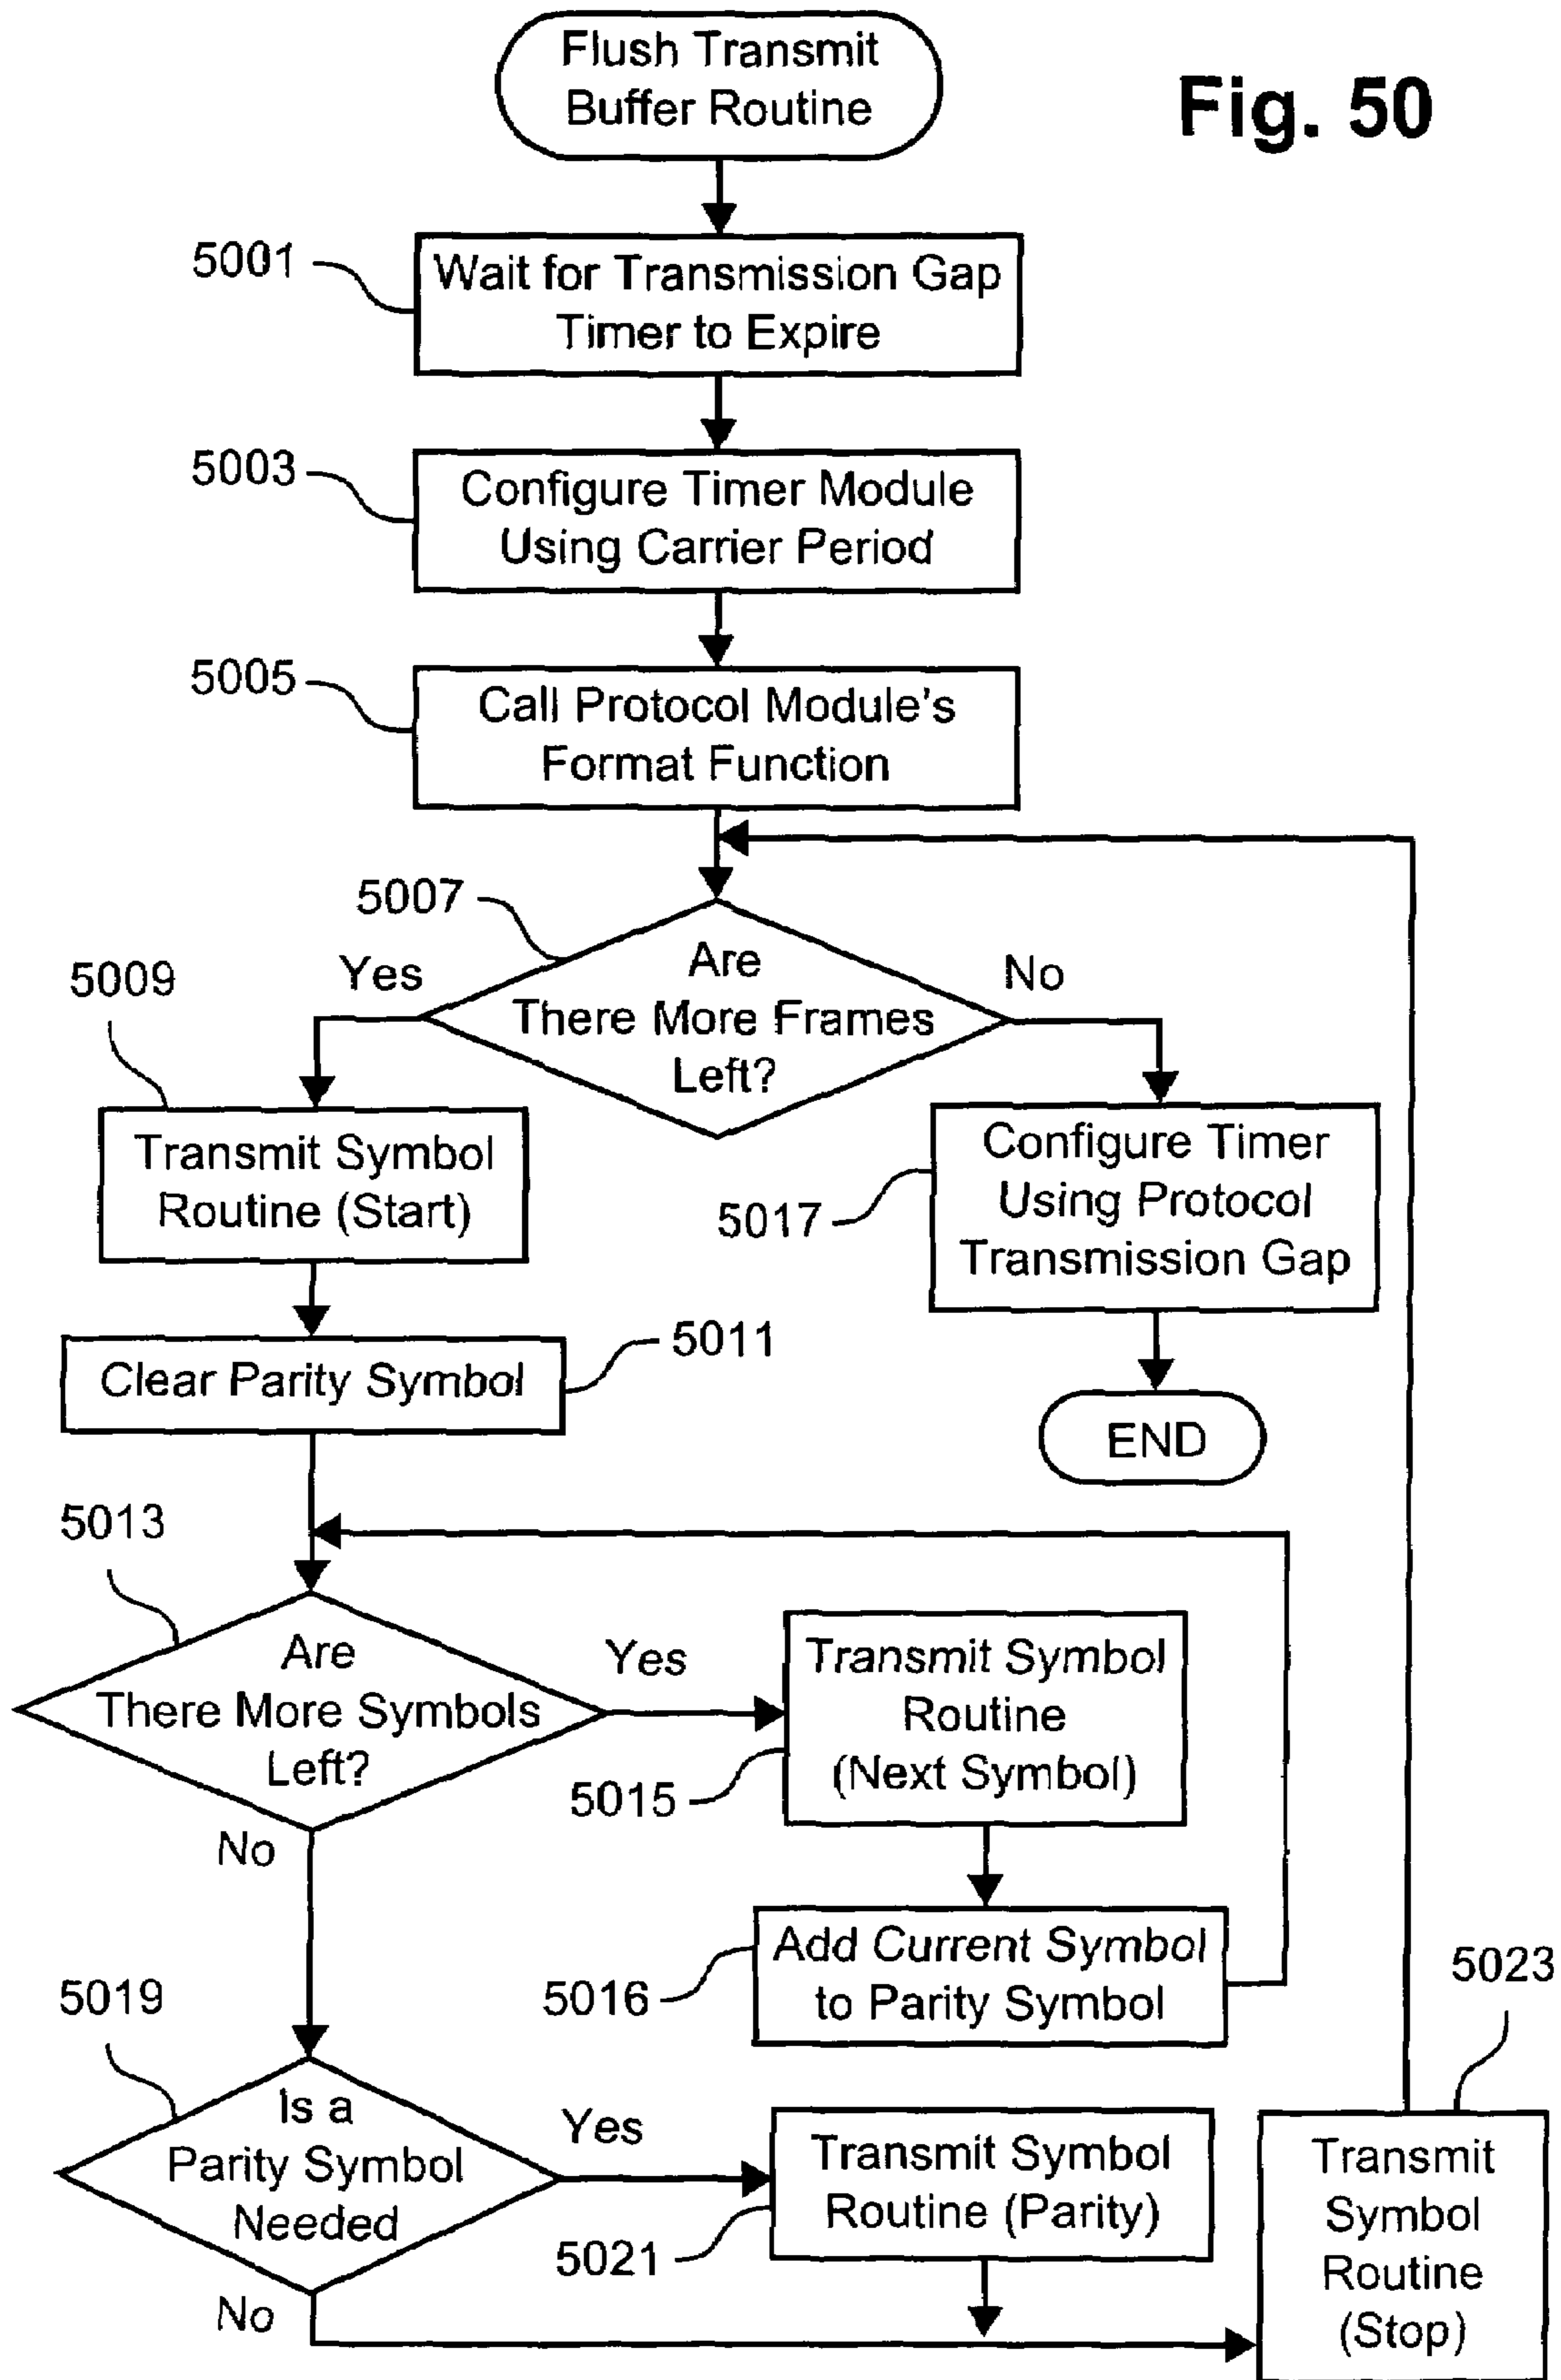 Flush Transmit
Buffer Routine
Fig. 50
5001
Wait for Transmission Gap
Timer to Expire
5003
Configure Timer Module
Using Carrier Period
5005
Call Protocol Module's
Format Function
5007
Are
There More Frames
Left?
Yes
No
5009
Transmit Symbol
Routine (Start)
5017
Configure Timer
Using Protocol
Transmission Gap
5011
Clear Parity Symbol
END
5013
Are
There More Symbols
Left?
Yes
No
5015
Transmit Symbol
Routine
(Next Symbol)
5016
Add Current Symbol
to Parity Symbol
5019
Is a
Parity Symbol
Needed
Yes
No
5021
Transmit Symbol
Routine (Parity)
5023
Transmit
Symbol
Routine
(Stop)